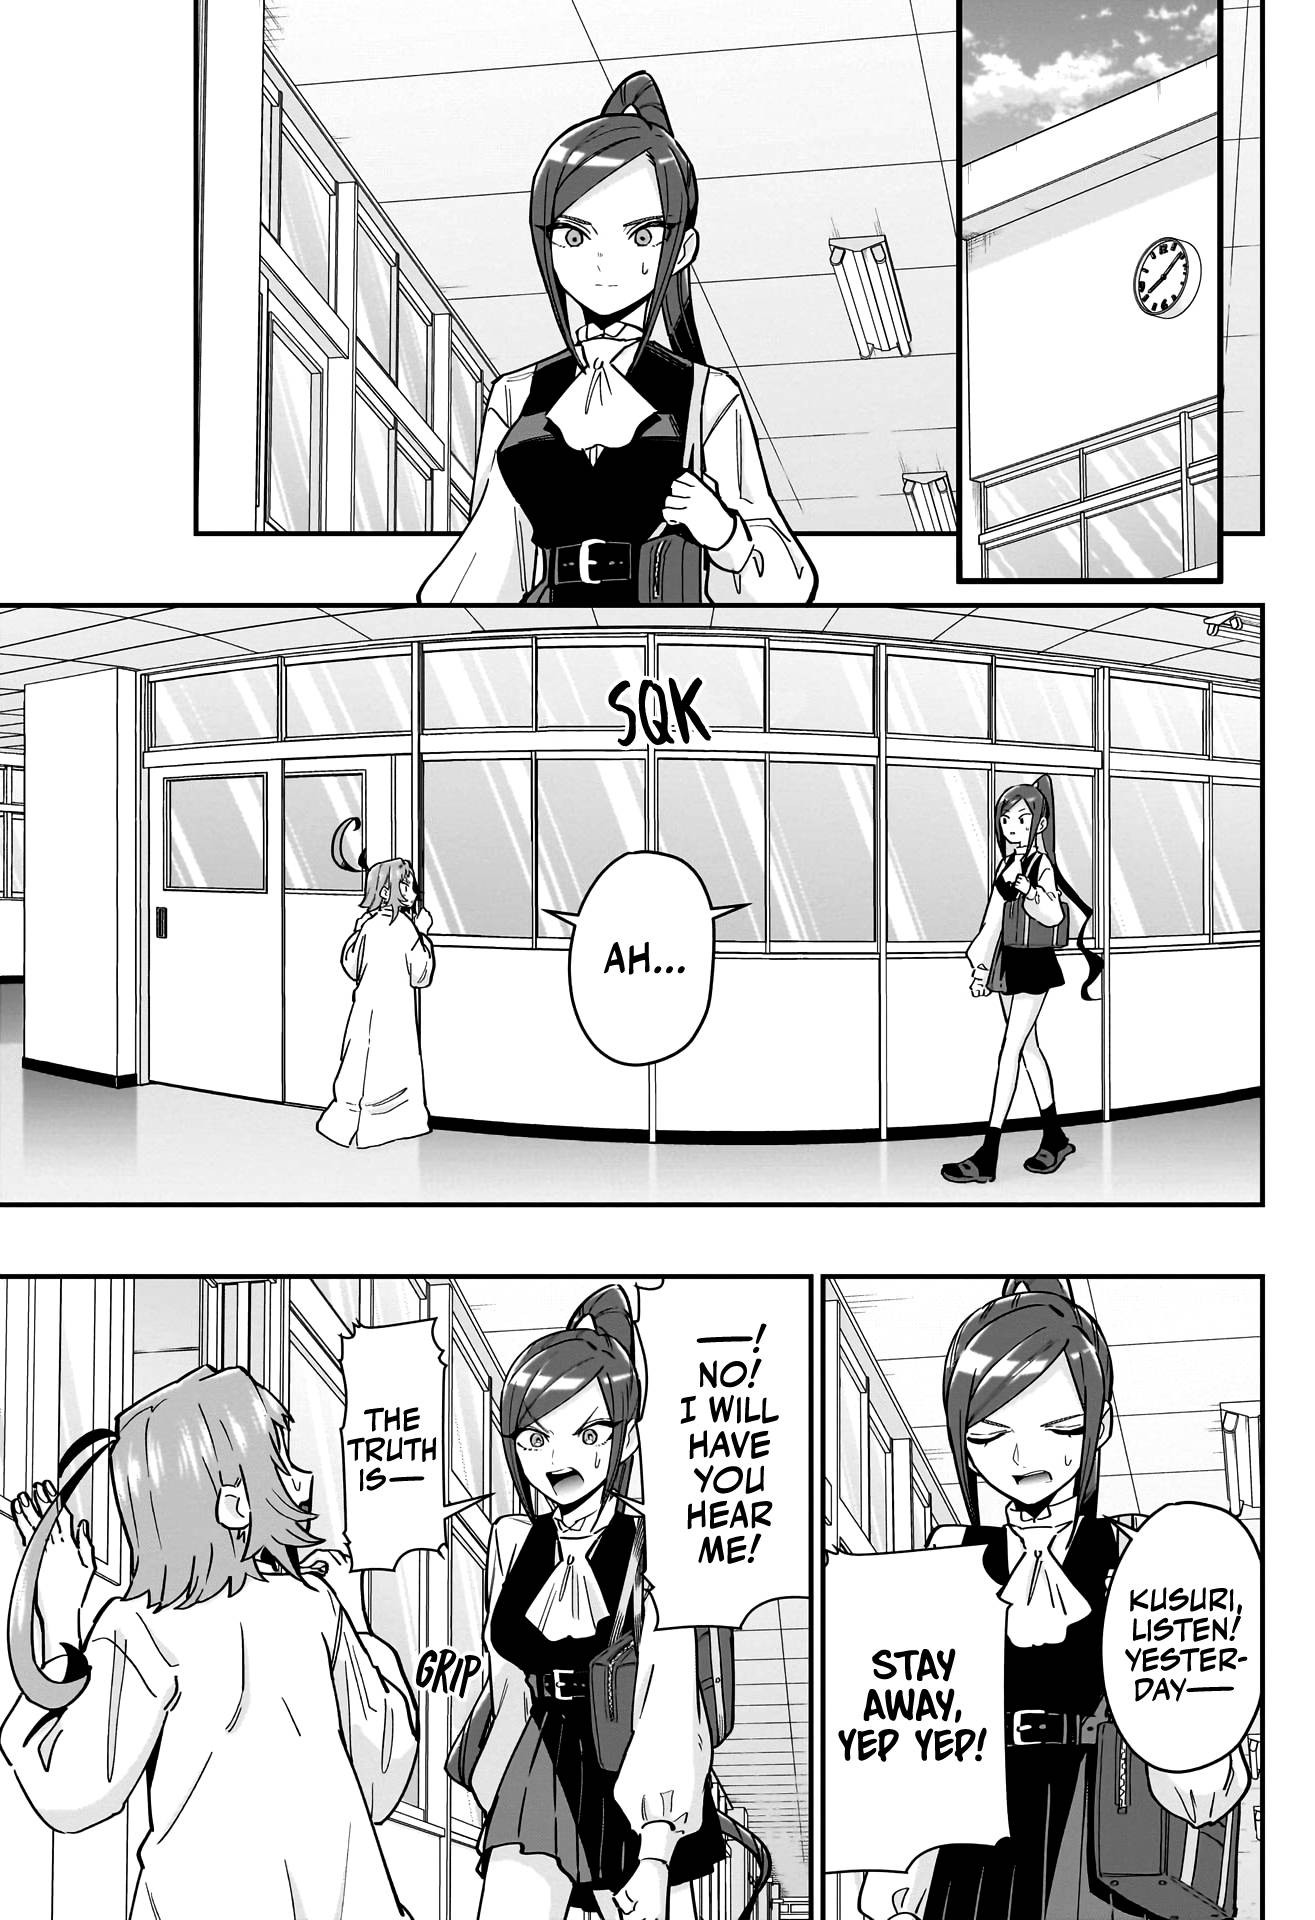 SQK
AH...
KUSURI,
LISTEN!
YESTER-
DAY—
STAY
AWAY,
YEP YEP!
—!
NO!
I WILL
HAVE
YOU
HEAR
ME!
THE
TRUTH
IS—
GRIP